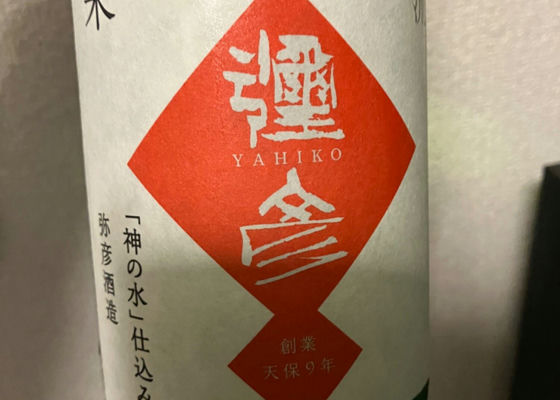 彌彦
YAHIKO
創業
天保9年
「神の水」仕込み
弥彦酒造
米